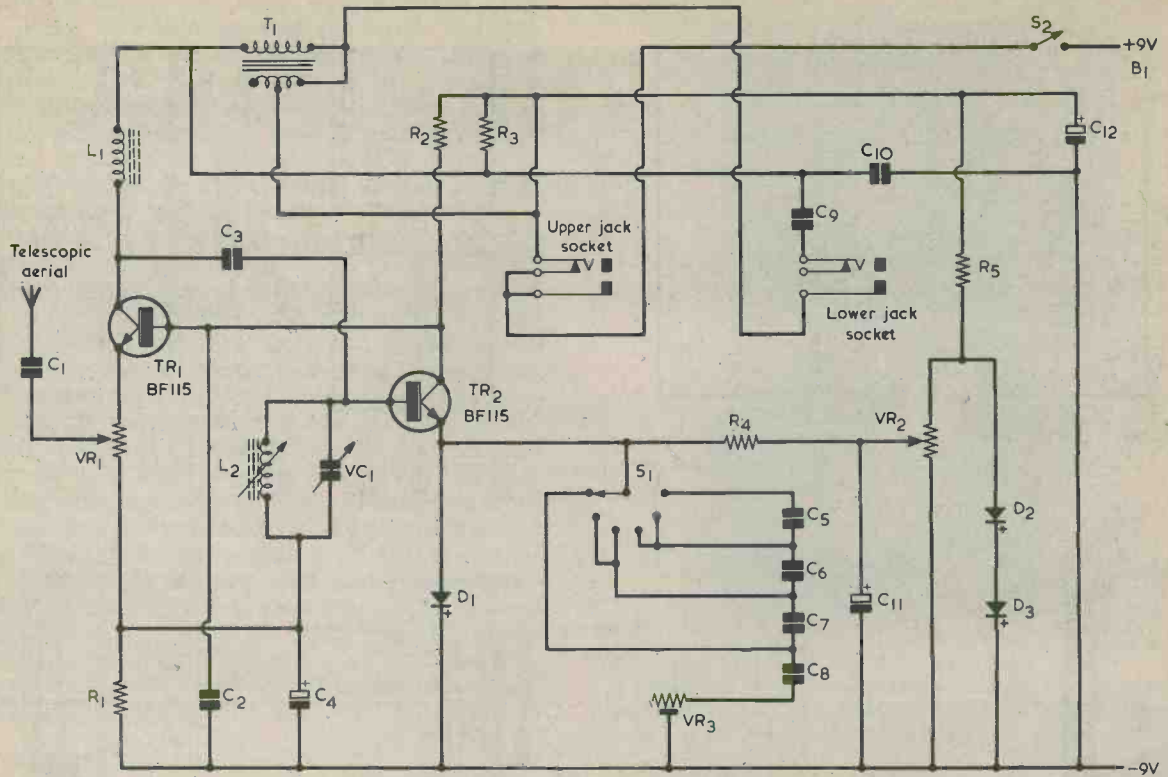 T1
S2
+9V
B1
R2
R3
C12
L1
C10
C9
Upper jack
socket
Telescopic
aerial
C3
R5
Lower jack
socket
C1
TR1
BF115
TR2
BF115
VR1
R4
VR2
L2
VC1
S1
C5
D2
C6
D1
C11
C7
D3
C8
R1
C2
C4
VR3
-9V
+
+
+
+
+
+